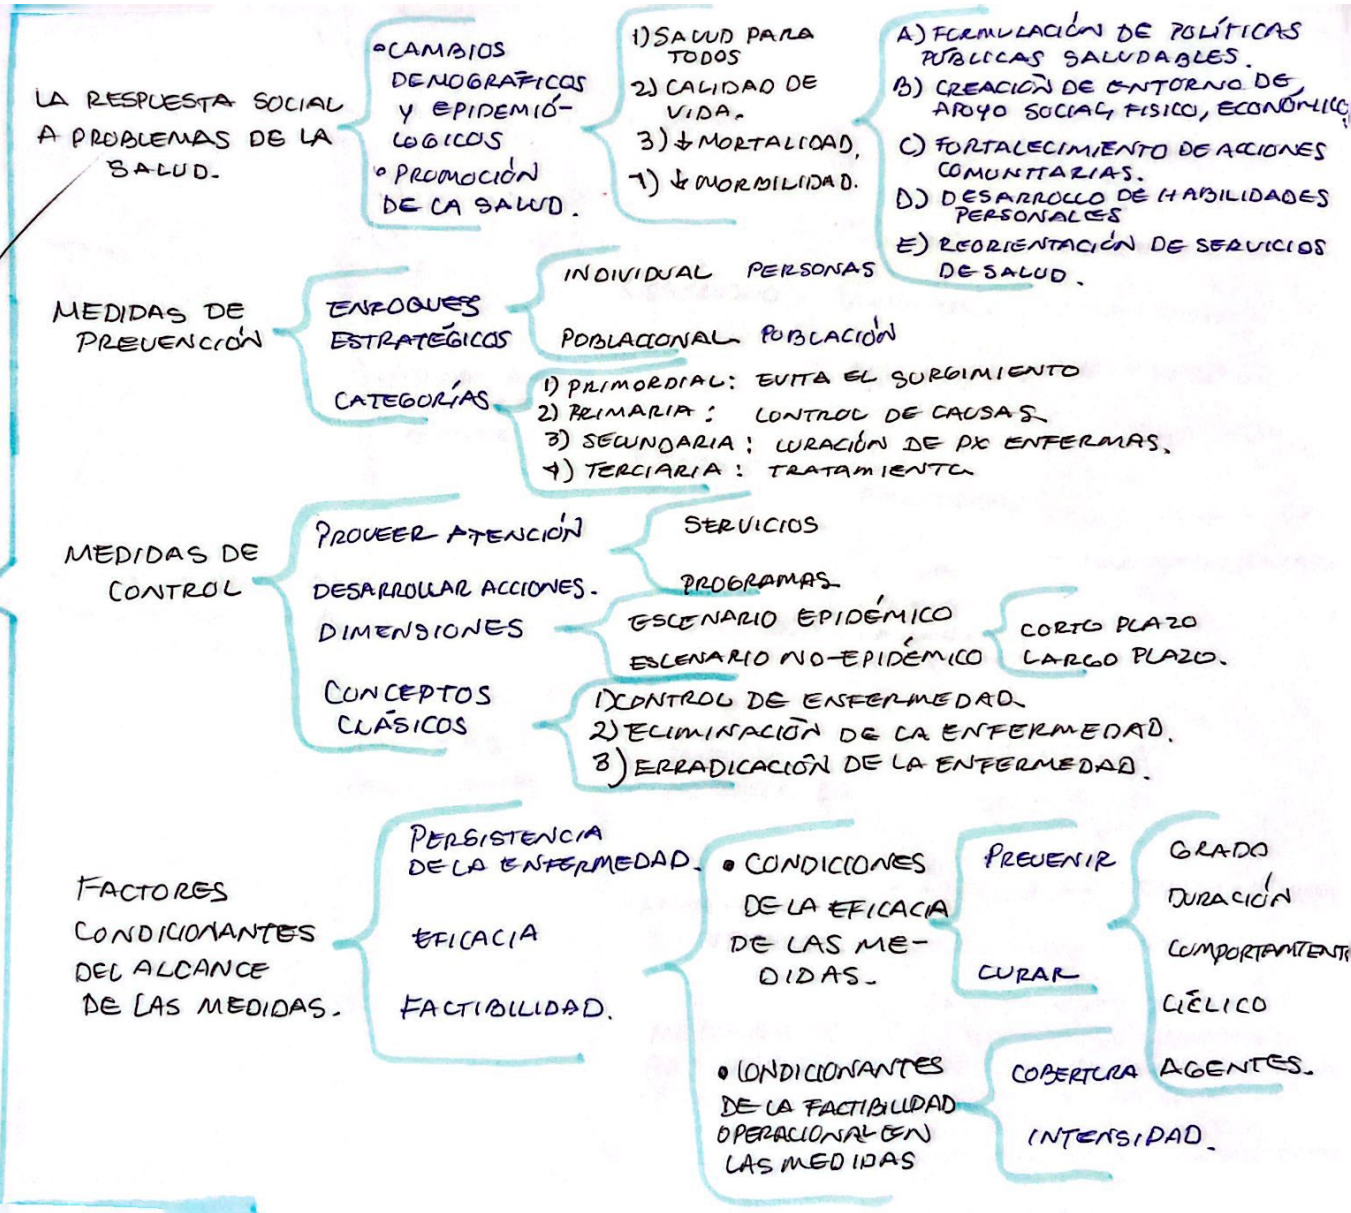 LA RESPUESTA SOCIAL
A PROBLEMAS DE LA
SALUD.
• CAMBIOS
DEMOGRÁFICOS
Y EPIDEMIÓ-
LOGICOS
• PROMOCIÓN
DE LA SALUD.
1) SALUD PARA
TODOS
2) CALIDAD DE
VIDA.
3) ↓ MORTALIDAD.
4) ↓ MORBILIDAD.
A) FORMULACIÓN DE POLÍTICAS
PÚBLICAS SALUDABLES.
B) CREACIÓN DE ENTORNO DE
APOYO SOCIAL, FISICO, ECONÓMICO,
C) FORTALECIMIENTO DE ACCIONES
COMUNITARIAS.
D) DESARROLLO DE HABILIDADES
PERSONALES
E) REORIENTACIÓN DE SERVICIOS
DE SALUD.
MEDIDAS DE
PREVENCIÓN
ENFOQUES
ESTRATÉGICOS
INDIVIDUAL PERSONAS
POBLACIONAL POBLACIÓN
CATEGORÍAS
1) PRIMORDIAL: EVITA EL SURGIMIENTO
2) PRIMARIA: CONTROL DE CAUSAS
3) SECUNDARIA: CURACIÓN DE PX ENFERMAS.
4) TERCIARIA: TRATAMIENTO
MEDIDAS DE
CONTROL
PROVEER ATENCIÓN
DESARROLLAR ACCIONES.
SERVICIOS
PROGRAMAS
DIMENSIONES
ESCENARIO EPIDÉMICO
ESCENARIO NO-EPIDÉMICO
CORTO PLAZO
LARGO PLAZO.
CONCEPTOS
CLÁSICOS
1) CONTROL DE ENFERMEDAD.
2) ELIMINACIÓN DE LA ENFERMEDAD.
3) ERRADICACIÓN DE LA ENFERMEDAD.
FACTORES
CONDICIONANTES
DEL ALCANCE
DE LAS MEDIDAS.
PERSISTENCIA
DE LA ENFERMEDAD.
EFICACIA
FACTIBILIDAD.
• CONDICIONES
DE LA EFICACIA
DE LAS ME-
DIDAS.
PREVENIR
CURAR
GRADO
DURACIÓN
COMPORTAMIENTO
CÍCLICO
AGENTES.
• CONDICIONANTES
DE LA FACTIBILIDAD
OPERACIONAL EN
LAS MEDIDAS
COBERTURA
INTENSIDAD.